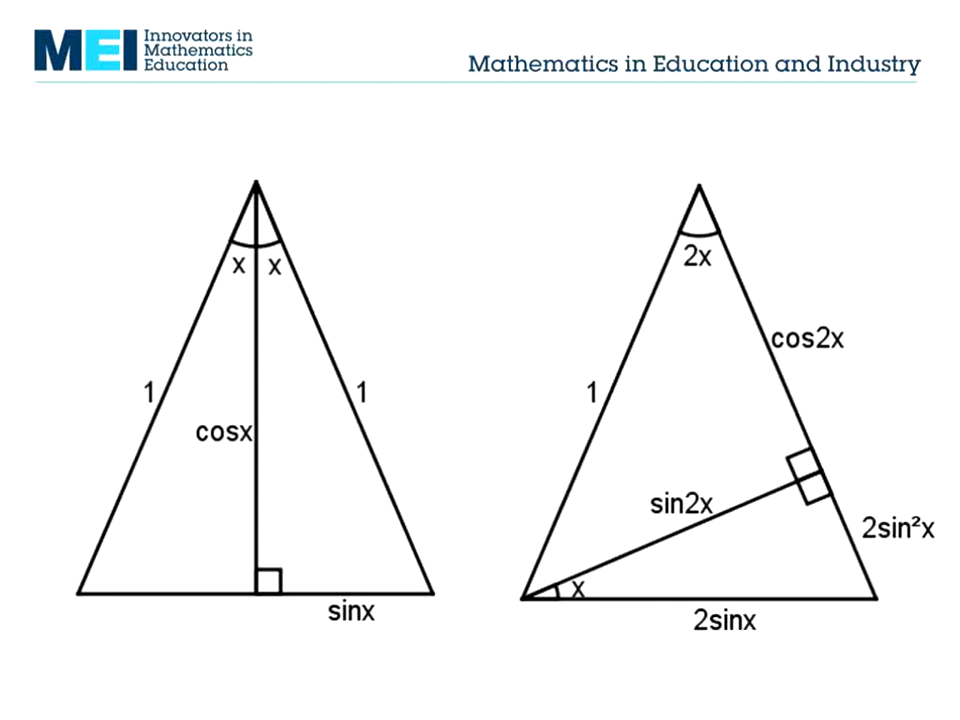 MEI
Innovators in
Mathematics
Education
Mathematics in Education and Industry
x x
1 1
cosx
sinx
2x
cos2x
1
sin2x
2sin²x
x
2sinx